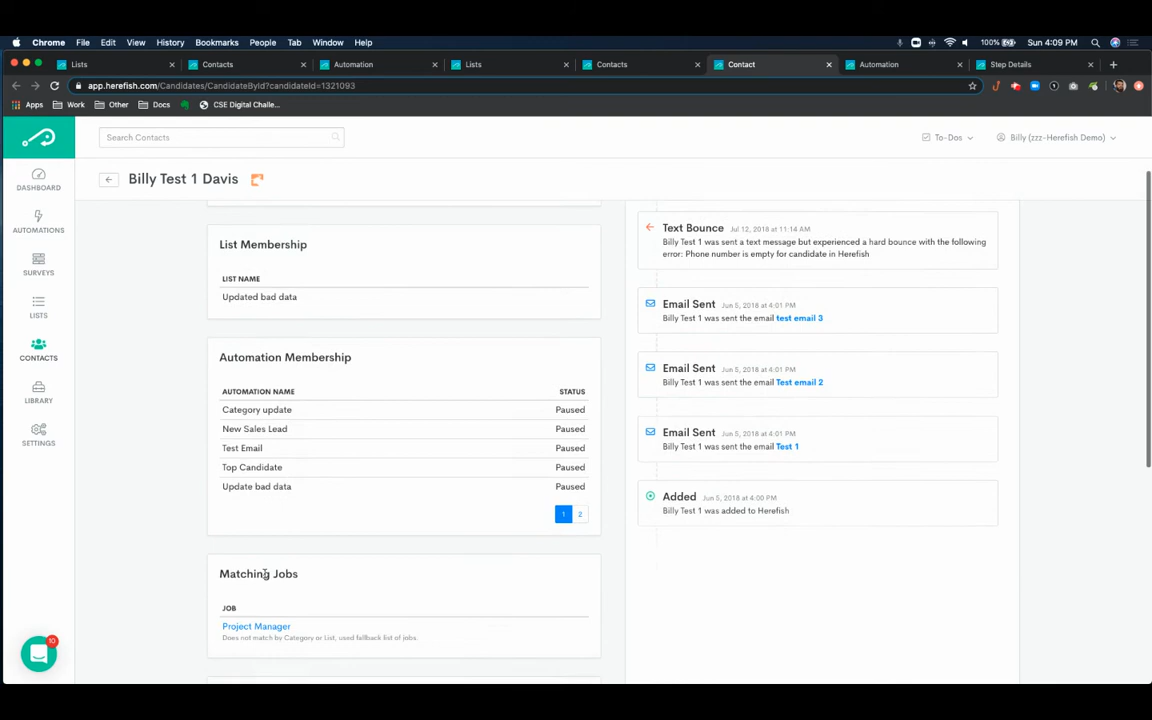 Chrome File Edit View History Bookmarks People Tab Window Help 100% Sun 4:09 PM
Lists × Contacts × Automation × Lists × Contacts × Contact × Automation × Step Details × +
app.herefish.com/Candidates/CandidateById?candidateId=1321093
Apps Work Other Docs CSE Digital Challe...
Search Contacts To-Dos Billy (zzz-Herefish Demo)
Billy Test 1 Davis
DASHBOARD
AUTOMATIONS
SURVEYS
LISTS
CONTACTS
LIBRARY
SETTINGS
10
List Membership
LIST NAME
Updated bad data
Automation Membership
AUTOMATION NAME STATUS
Category update Paused
New Sales Lead Paused
Test Email Paused
Top Candidate Paused
Update bad data Paused
1 2
Matching Jobs
JOB
Project Manager
Does not match by Category or List, used fallback list of jobs.
Text Bounce Jul 12, 2018 at 11:14 AM
Billy Test 1 was sent a text message but experienced a hard bounce with the following
error: Phone number is empty for candidate in Herefish
Email Sent Jun 5, 2018 at 4:01 PM
Billy Test 1 was sent the email test email 3
Email Sent Jun 5, 2018 at 4:01 PM
Billy Test 1 was sent the email Test email 2
Email Sent Jun 5, 2018 at 4:01 PM
Billy Test 1 was sent the email Test 1
Added Jun 5, 2018 at 4:00 PM
Billy Test 1 was added to Herefish